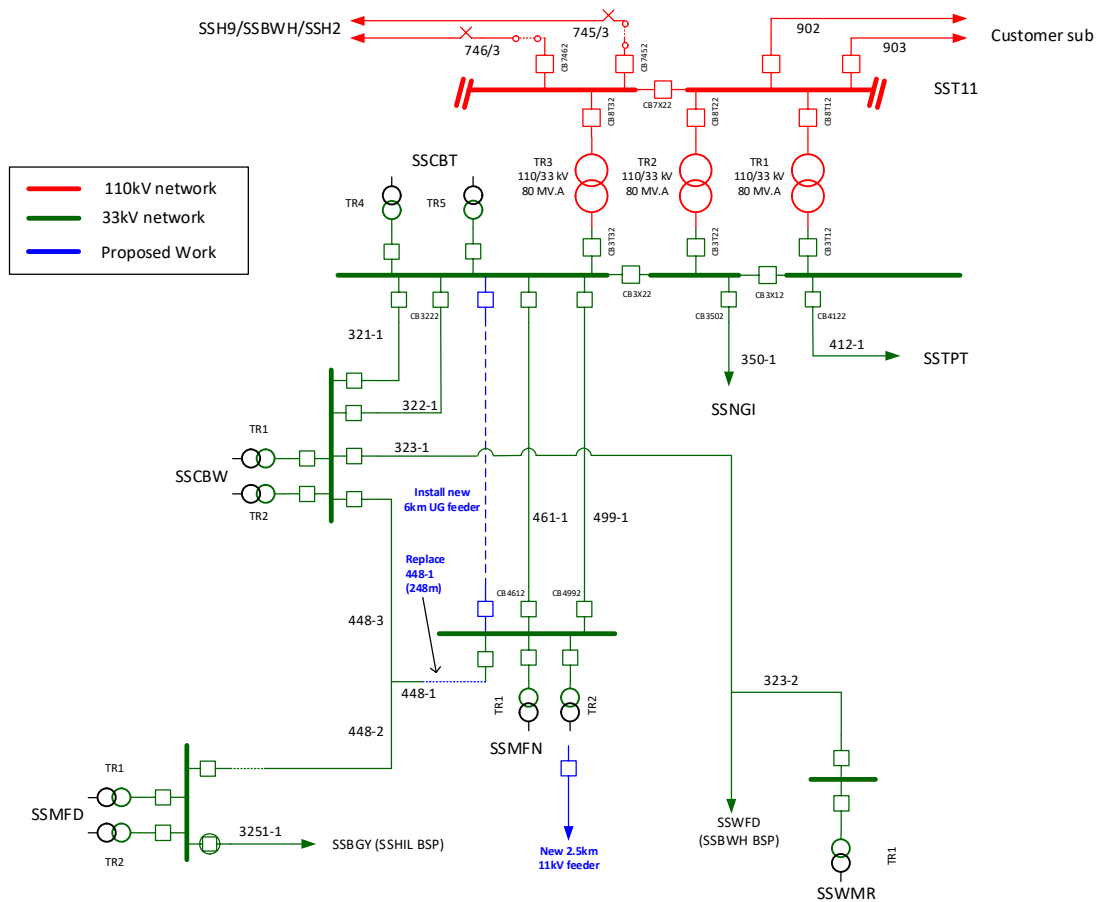 SSH9/SSBWH/SSH2
745/3
746/3
902
903
Customer sub
CB7462
CB7452
SST11
CB7X22
CB8T32
CB8T22
CB8T12
SSCBT
TR3
110/33 kV
80 MV.A
TR2
110/33 kV
80 MV.A
TR1
110/33 kV
80 MV.A
110kV network
33kV network
Proposed Work
TR4
TR5
CB3T32
CB3T22
CB3T12
CB3X22
CB3X12
CB3222
CB3502
CB4122
321-1
350-1
412-1
SSTPT
SSNGI
322-1
TR1
323-1
SSCBW
TR2
Install new
6km UG feeder
461-1
499-1
Replace
448-1
(248m)
CB4612
CB4992
448-3
448-1
323-2
TR1
TR2
448-2
SSMFN
TR1
SSMFD
TR2
3251-1
SSBGY (SSHIL BSP)
New 2.5km
11kV feeder
SSWFD
(SSBWH BSP)
TR1
SSWMR